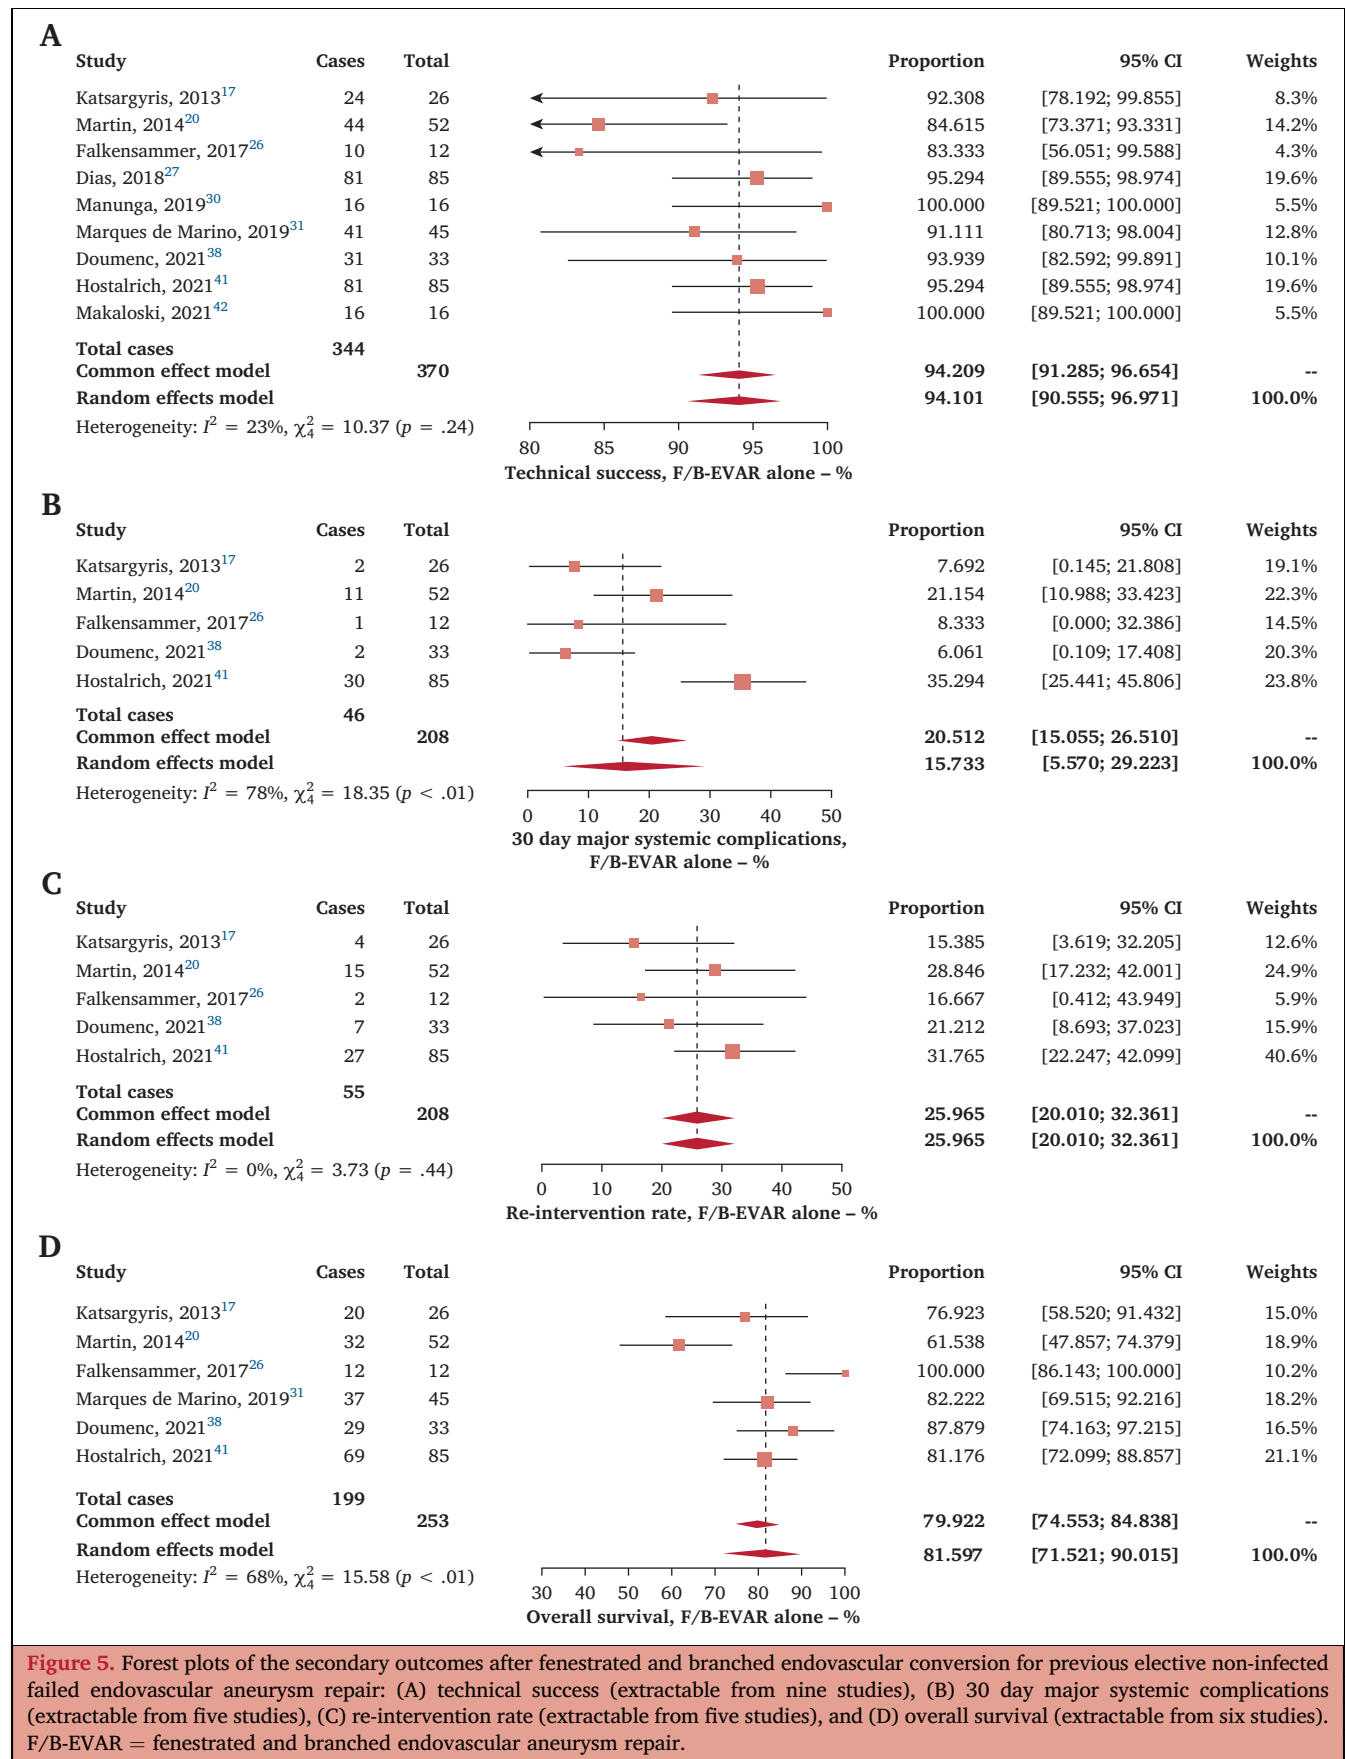 A
Study Cases Total Proportion 95% CI Weights
Katsargyris, 201317 24 26 92.308 [78.192; 99.855] 8.3%
Martin, 201420 44 52 84.615 [73.371; 93.331] 14.2%
Falkensammer, 201726 10 12 83.333 [56.051; 99.588] 4.3%
Dias, 201827 81 85 95.294 [89.555; 98.974] 19.6%
Manunga, 201930 16 16 100.000 [89.521; 100.000] 5.5%
Marques de Marino, 201931 41 45 91.111 [80.713; 98.004] 12.8%
Doumenc, 202138 31 33 93.939 [82.592; 99.891] 10.1%
Hostalrich, 202141 81 85 95.294 [89.555; 98.974] 19.6%
Makaloski, 202142 16 16 100.000 [89.521; 100.000] 5.5%
Total cases 344
Common effect model 370 94.209 [91.285; 96.654] --
Random effects model 94.101 [90.555; 96.971] 100.0%
Heterogeneity: I2 = 23%, χ24 = 10.37 (p = .24)
80 85 90 95 100
Technical success, F/B-EVAR alone – %
B
Study Cases Total Proportion 95% CI Weights
Katsargyris, 201317 2 26 7.692 [0.145; 21.808] 19.1%
Martin, 201420 11 52 21.154 [10.988; 33.423] 22.3%
Falkensammer, 201726 1 12 8.333 [0.000; 32.386] 14.5%
Doumenc, 202138 2 33 6.061 [0.109; 17.408] 20.3%
Hostalrich, 202141 30 85 35.294 [25.441; 45.806] 23.8%
Total cases 46
Common effect model 208 20.512 [15.055; 26.510] --
Random effects model 15.733 [5.570; 29.223] 100.0%
Heterogeneity: I2 = 78%, χ24 = 18.35 (p < .01)
0 10 20 30 40 50
30 day major systemic complications,
F/B-EVAR alone – %
C
Study Cases Total Proportion 95% CI Weights
Katsargyris, 201317 4 26 15.385 [3.619; 32.205] 12.6%
Martin, 201420 15 52 28.846 [17.232; 42.001] 24.9%
Falkensammer, 201726 2 12 16.667 [0.412; 43.949] 5.9%
Doumenc, 202138 7 33 21.212 [8.693; 37.023] 15.9%
Hostalrich, 202141 27 85 31.765 [22.247; 42.099] 40.6%
Total cases 55
Common effect model 208 25.965 [20.010; 32.361] --
Random effects model 25.965 [20.010; 32.361] 100.0%
Heterogeneity: I2 = 0%, χ24 = 3.73 (p = .44)
0 10 20 30 40 50
Re-intervention rate, F/B-EVAR alone – %
D
Study Cases Total Proportion 95% CI Weights
Katsargyris, 201317 20 26 76.923 [58.520; 91.432] 15.0%
Martin, 201420 32 52 61.538 [47.857; 74.379] 18.9%
Falkensammer, 201726 12 12 100.000 [86.143; 100.000] 10.2%
Marques de Marino, 201931 37 45 82.222 [69.515; 92.216] 18.2%
Doumenc, 202138 29 33 87.879 [74.163; 97.215] 16.5%
Hostalrich, 202141 69 85 81.176 [72.099; 88.857] 21.1%
Total cases 199
Common effect model 253 79.922 [74.553; 84.838] --
Random effects model 81.597 [71.521; 90.015] 100.0%
Heterogeneity: I2 = 68%, χ24 = 15.58 (p < .01)
30 40 50 60 70 80 90 100
Overall survival, F/B-EVAR alone – %
Figure 5. Forest plots of the secondary outcomes after fenestrated and branched endovascular conversion for previous elective non-infected
failed endovascular aneurysm repair: (A) technical success (extractable from nine studies), (B) 30 day major systemic complications
(extractable from five studies), (C) re-intervention rate (extractable from five studies), and (D) overall survival (extractable from six studies).
F/B-EVAR = fenestrated and branched endovascular aneurysm repair.